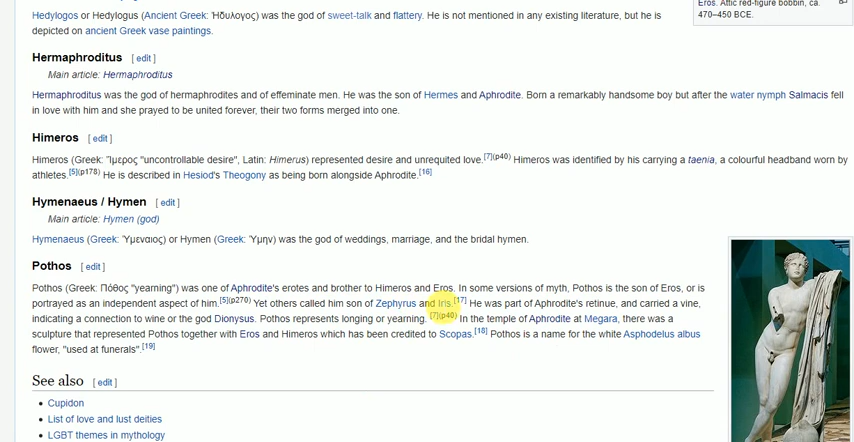 Eros. Attic red-figure bobbin, ca.
470–450 BCE.
Hedylogos or Hedylogus (Ancient Greek: Ἡδυλογος) was the god of sweet-talk and flattery. He is not mentioned in any existing literature, but he is
depicted on ancient Greek vase paintings.
Hermaphroditus [ edit ]
Main article: Hermaphroditus
Hermaphroditus was the god of hermaphrodites and of effeminate men. He was the son of Hermes and Aphrodite. Born a remarkably handsome boy but after the water nymph Salmacis fell
in love with him and she prayed to be united forever, their two forms merged into one.
Himeros [ edit ]
Himeros (Greek: Ἵμερος "uncontrollable desire", Latin: Himerus) represented desire and unrequited love.[7](p40) Himeros was identified by his carrying a taenia, a colourful headband worn by
athletes.[5](p178) He is described in Hesiod's Theogony as being born alongside Aphrodite.[16]
Hymenaeus / Hymen [ edit ]
Main article: Hymen (god)
Hymenaeus (Greek: Ὑμεναιος) or Hymen (Greek: Ὑμην) was the god of weddings, marriage, and the bridal hymen.
Pothos [ edit ]
Pothos (Greek: Πόθος "yearning") was one of Aphrodite's erotes and brother to Himeros and Eros. In some versions of myth, Pothos is the son of Eros, or is
portrayed as an independent aspect of him.[5](p270) Yet others called him son of Zephyrus and Iris.[17] He was part of Aphrodite's retinue, and carried a vine,
indicating a connection to wine or the god Dionysus. Pothos represents longing or yearning. [7](p40) In the temple of Aphrodite at Megara, there was a
sculpture that represented Pothos together with Eros and Himeros which has been credited to Scopas.[18] Pothos is a name for the white Asphodelus albus
flower, "used at funerals".[19]
See also [ edit ]
• Cupidon
• List of love and lust deities
• LGBT themes in mythology